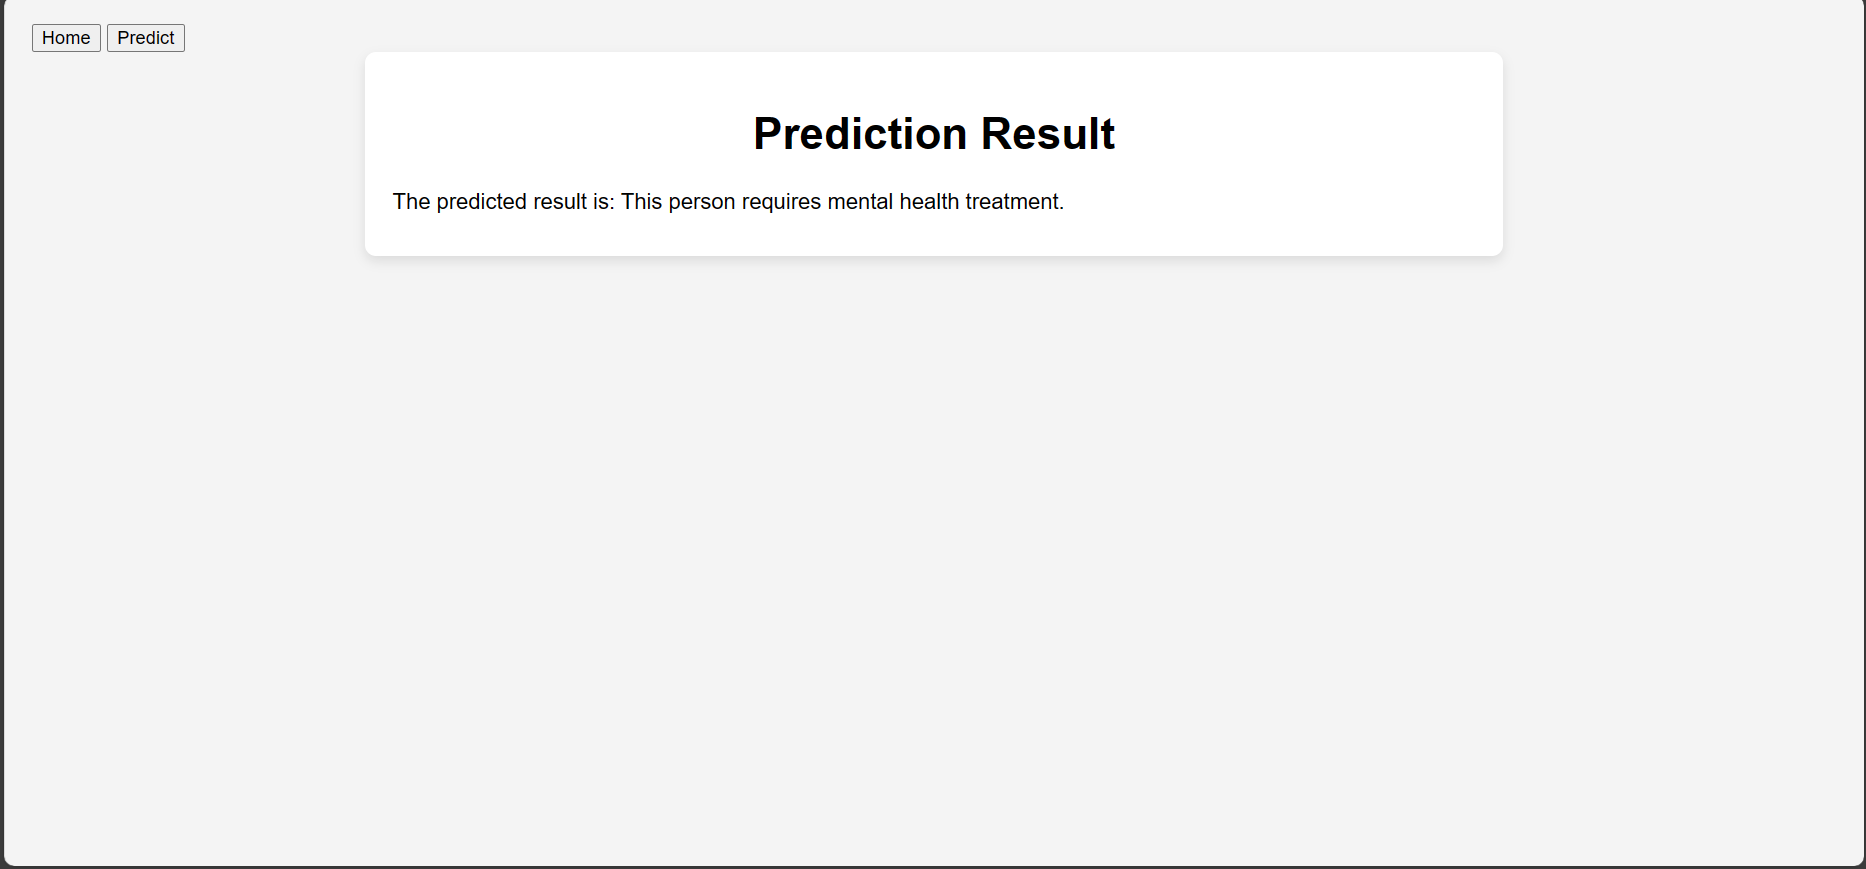 Home Predict
Prediction Result
The predicted result is: This person requires mental health treatment.